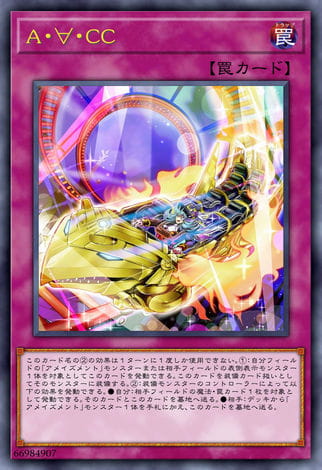 A・∀・CC
罠
トラップ
【罠カード】
このカード名の②の効果は１ターンに１度しか使用できない。①：自分フィール
ドの「アメイズメント」モンスターまたは相手フィールドの表側表示モンスター
１体を対象としてこのカードを発動できる。このカードを装備カード扱いとし
てそのモンスターに装備する。②：装備モンスターのコントローラーによって以
下の効果を発動できる。●自分：相手フィールドの魔法・罠カード１枚を対象と
して発動できる。そのカードとこのカードを墓地へ送る。●相手：デッキから「
アメイズメント」モンスター１体を手札に加え、このカードを墓地へ送る。
66984907